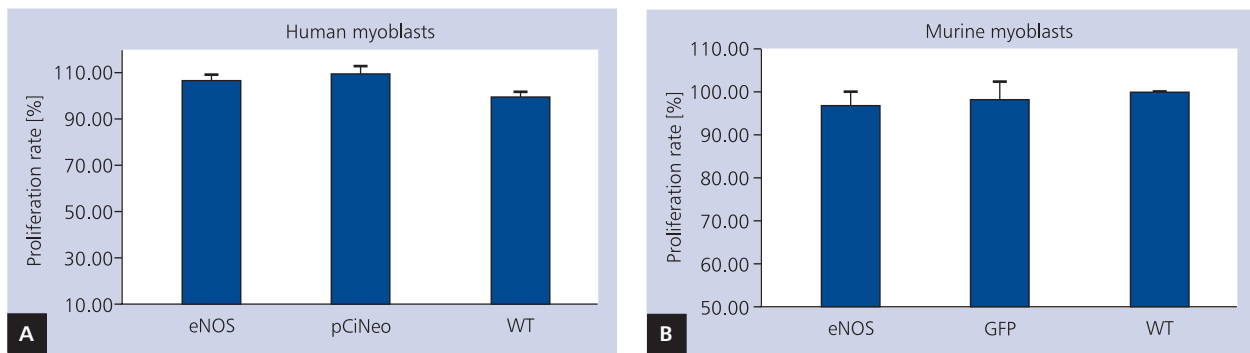 Human myoblasts
Proliferation rate [%]
110.00
90.00
70.00
50.00
30.00
10.00
eNOS pCiNeo WT
A
Murine myoblasts
Proliferation rate [%]
110.00
100.00
90.00
80.00
70.00
60.00
50.00
eNOS GFP WT
B